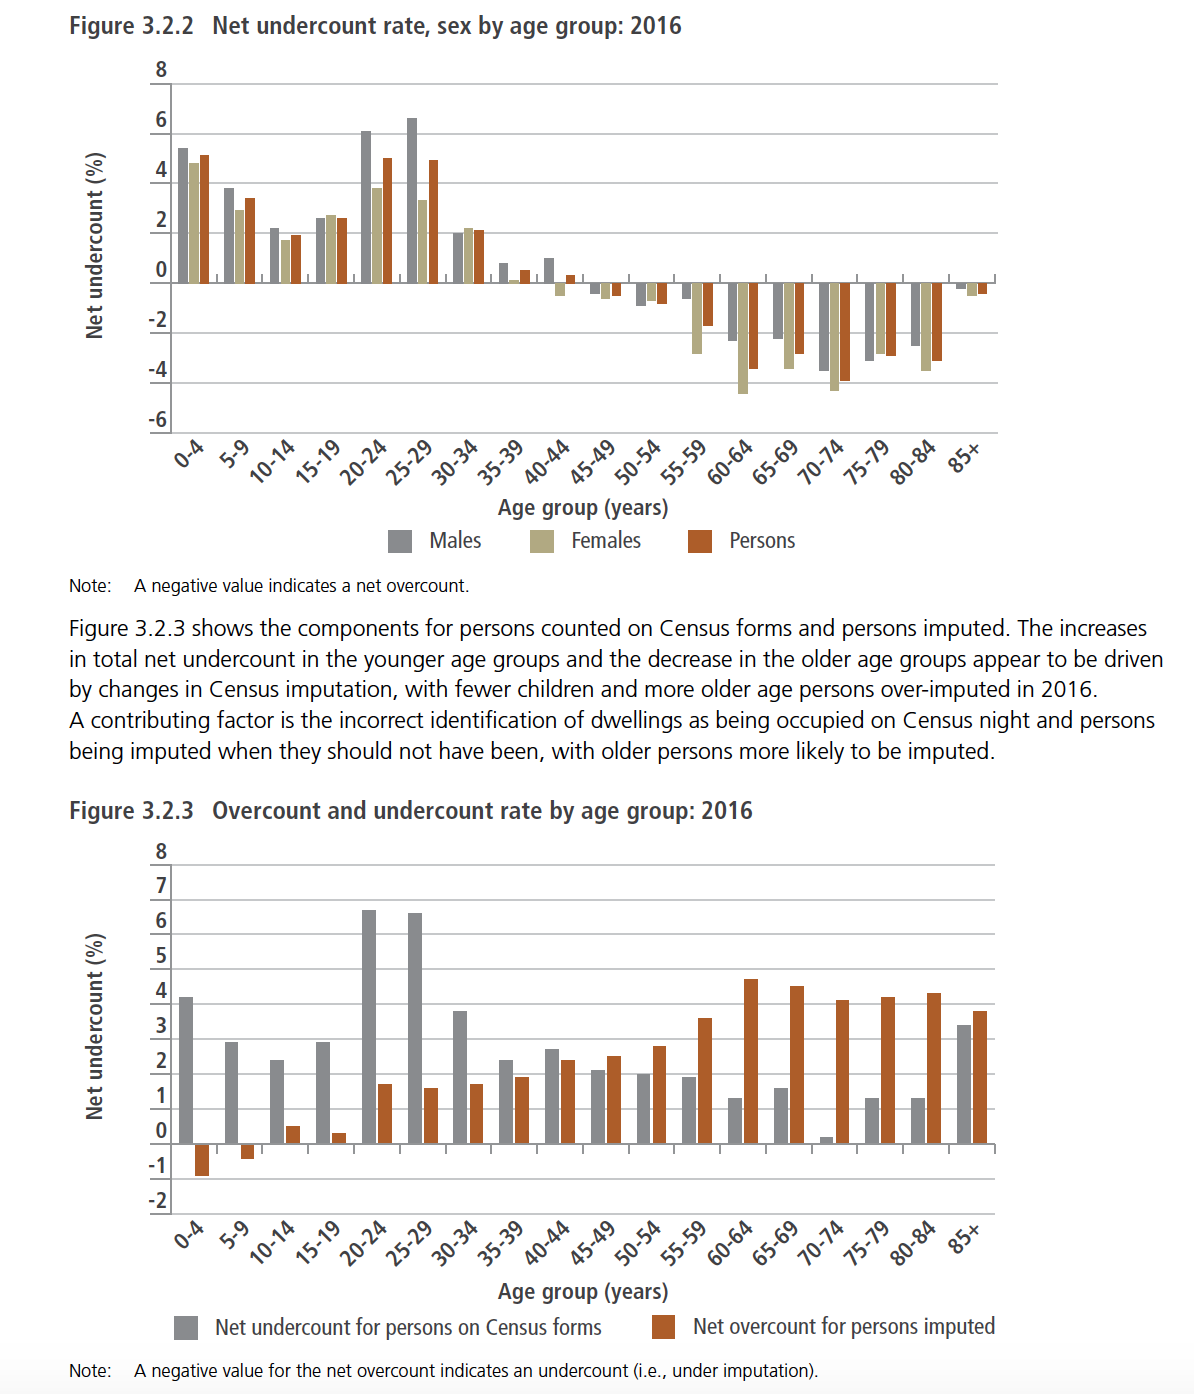 Figure 3.2.2 Net undercount rate, sex by age group: 2016
8
6
4
2
0
-2
-4
-6
Net undercount (%)
0-4 5-9 10-14 15-19 20-24 25-29 30-34 35-39 40-44 45-49 50-54 55-59 60-64 65-69 70-74 75-79 80-84 85+
Age group (years)
Males Females Persons
Note: A negative value indicates a net overcount.
Figure 3.2.3 shows the components for persons counted on Census forms and persons imputed. The increases
in total net undercount in the younger age groups and the decrease in the older age groups appear to be driven
by changes in Census imputation, with fewer children and more older age persons over-imputed in 2016.
A contributing factor is the incorrect identification of dwellings as being occupied on Census night and persons
being imputed when they should not have been, with older persons more likely to be imputed.
Figure 3.2.3 Overcount and undercount rate by age group: 2016
8
7
6
5
4
3
2
1
0
-1
-2
Net undercount (%)
0-4 5-9 10-14 15-19 20-24 25-29 30-34 35-39 40-44 45-49 50-54 55-59 60-64 65-69 70-74 75-79 80-84 85+
Age group (years)
Net undercount for persons on Census forms Net overcount for persons imputed
Note: A negative value for the net overcount indicates an undercount (i.e., under imputation).